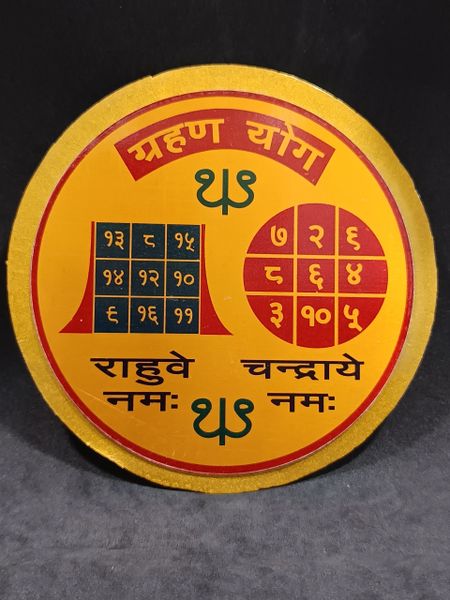 ग्रहण योग
१३ ८ १५
१४ १२ १०
९ १६ ११
७ २ ६
८ ६ ४
३ १० ५
राहुवे
नमः
चन्द्राये
नमः